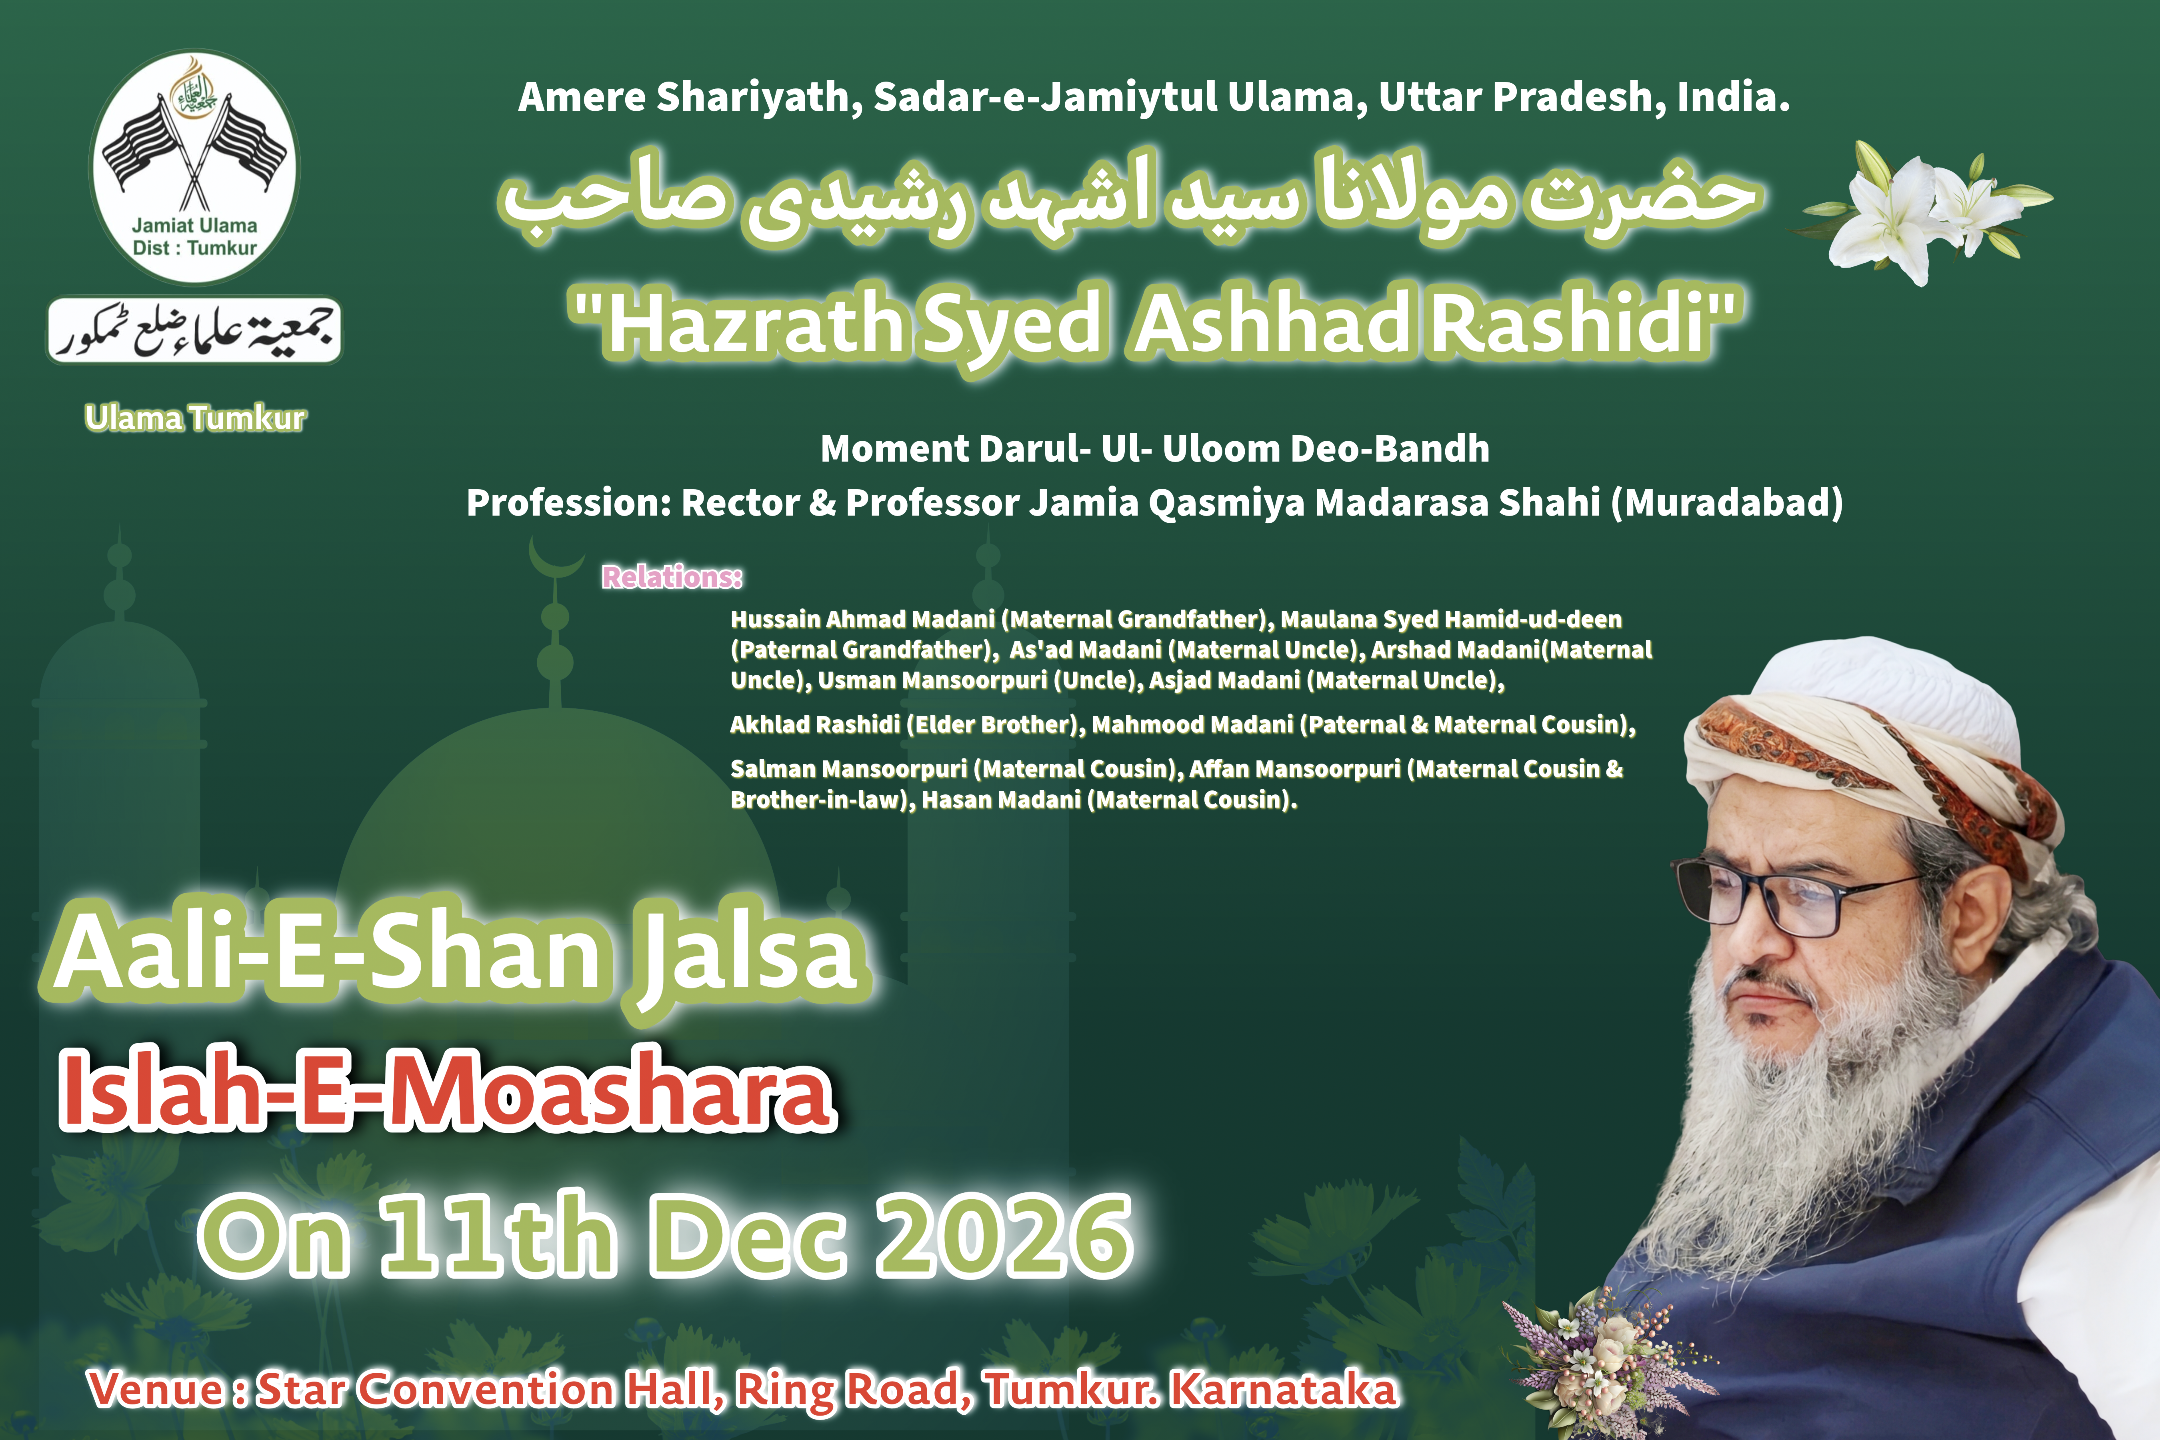 جمعية العلماء
Jamiat Ulama
Dist : Tumkur
جمعیۃ علماء ضلع ٹمکور
Ulama Tumkur
Amere Shariyath, Sadar-e-Jamiytul Ulama, Uttar Pradesh, India.
حضرت مولانا سید اشہد رشیدی صاحب
"Hazrath Syed Ashhad Rashidi"
Moment Darul- Ul- Uloom Deo-Bandh
Profession: Rector & Professor Jamia Qasmiya Madarasa Shahi (Muradabad)
Relations:
Hussain Ahmad Madani (Maternal Grandfather), Maulana Syed Hamid-ud-deen
(Paternal Grandfather), As'ad Madani (Maternal Uncle), Arshad Madani(Maternal
Uncle), Usman Mansoorpuri (Uncle), Asjad Madani (Maternal Uncle),
Akhlad Rashidi (Elder Brother), Mahmood Madani (Paternal & Maternal Cousin),
Salman Mansoorpuri (Maternal Cousin), Affan Mansoorpuri (Maternal Cousin &
Brother-in-law), Hasan Madani (Maternal Cousin).
Aali-E-Shan Jalsa
Islah-E-Moashara
On 11th Dec 2026
Venue : Star Convention Hall, Ring Road, Tumkur. Karnataka